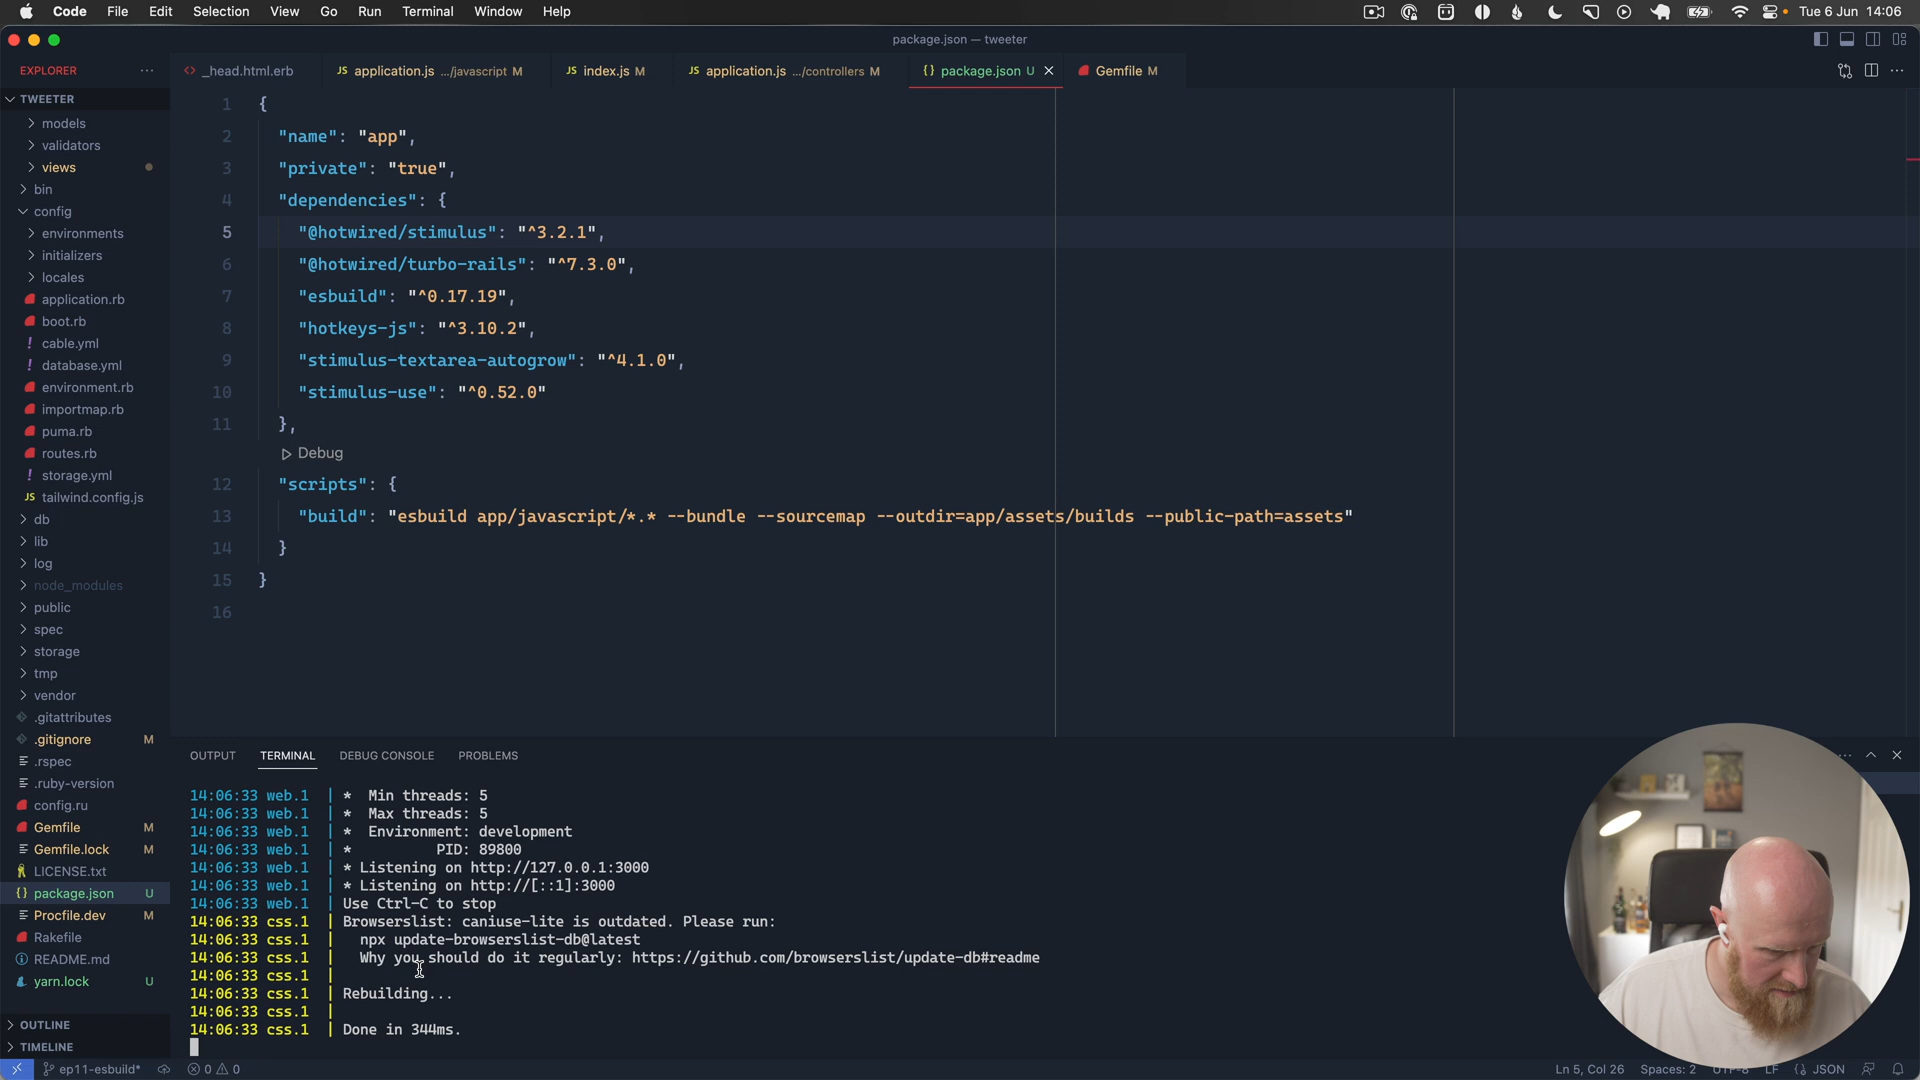 Code File Edit Selection View Go Run Terminal Window Help
Tue 6 Jun 14:06
package.json — tweeter
EXPLORER
TWEETER
models
validators
views
bin
config
environments
initializers
locales
application.rb
boot.rb
cable.yml
database.yml
environment.rb
importmap.rb
puma.rb
routes.rb
storage.yml
JS tailwind.config.js
db
lib
log
node_modules
public
spec
storage
tmp
vendor
.gitattributes
.gitignore M
.rspec
.ruby-version
config.ru
Gemfile M
Gemfile.lock M
LICENSE.txt
{} package.json U
Procfile.dev M
Rakefile
README.md
yarn.lock U
OUTLINE
TIMELINE
<> _head.html.erb
JS application.js .../javascript M
JS index.js M
JS application.js .../controllers M
{} package.json U
Gemfile M
1 {
2 "name": "app",
3 "private": "true",
4 "dependencies": {
5 "@hotwired/stimulus": "^3.2.1",
6 "@hotwired/turbo-rails": "^7.3.0",
7 "esbuild": "^0.17.19",
8 "hotkeys-js": "^3.10.2",
9 "stimulus-textarea-autogrow": "^4.1.0",
10 "stimulus-use": "^0.52.0"
11 },
Debug
12 "scripts": {
13 "build": "esbuild app/javascript/*.* --bundle --sourcemap --outdir=app/assets/builds --public-path=assets"
14 }
15 }
16
OUTPUT TERMINAL DEBUG CONSOLE PROBLEMS
14:06:33 web.1 | * Min threads: 5
14:06:33 web.1 | * Max threads: 5
14:06:33 web.1 | * Environment: development
14:06:33 web.1 | * PID: 89800
14:06:33 web.1 | * Listening on http://127.0.0.1:3000
14:06:33 web.1 | * Listening on http://[::1]:3000
14:06:33 web.1 | Use Ctrl-C to stop
14:06:33 css.1 | Browserslist: caniuse-lite is outdated. Please run:
14:06:33 css.1 | npx update-browserslist-db@latest
14:06:33 css.1 | Why you should do it regularly: https://github.com/browserslist/update-db#readme
14:06:33 css.1 |
14:06:33 css.1 | Rebuilding...
14:06:33 css.1 |
14:06:33 css.1 | Done in 344ms.
ep11-esbuild* 0 0
Ln 5, Col 26 Spaces: 2 UTF-8 LF {} JSON